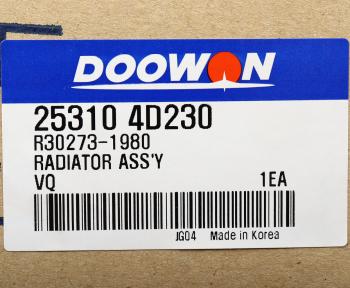 DOOWON
25310 4D230
R30273-1980
RADIATOR ASS'Y
VQ 1EA
JG04 Made in Korea